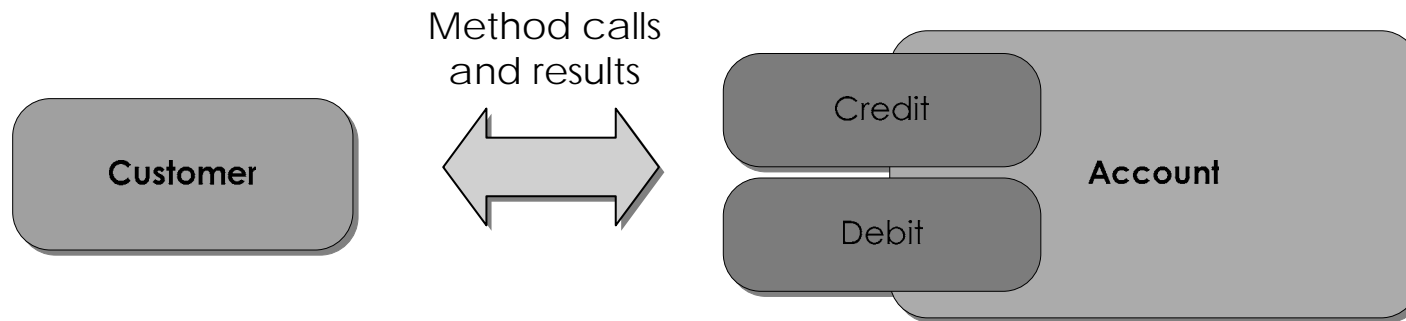 Method calls
and results
Customer
Credit
Debit
Account